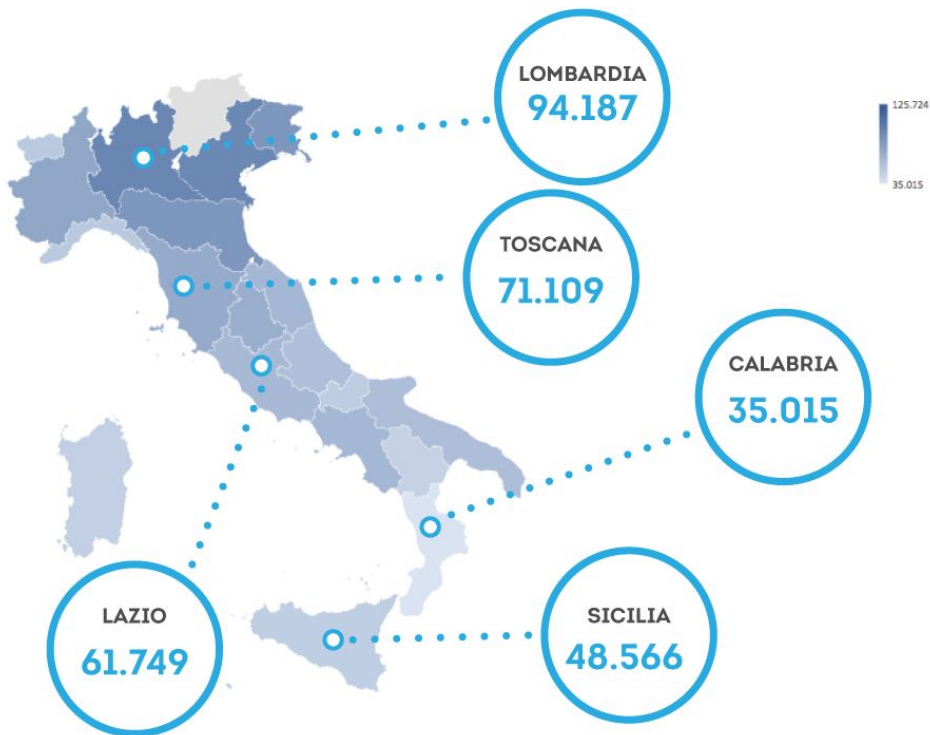 LOMBARDIA
94.187
125.724
35.015
TOSCANA
71.109
CALABRIA
35.015
LAZIO
61.749
SICILIA
48.566